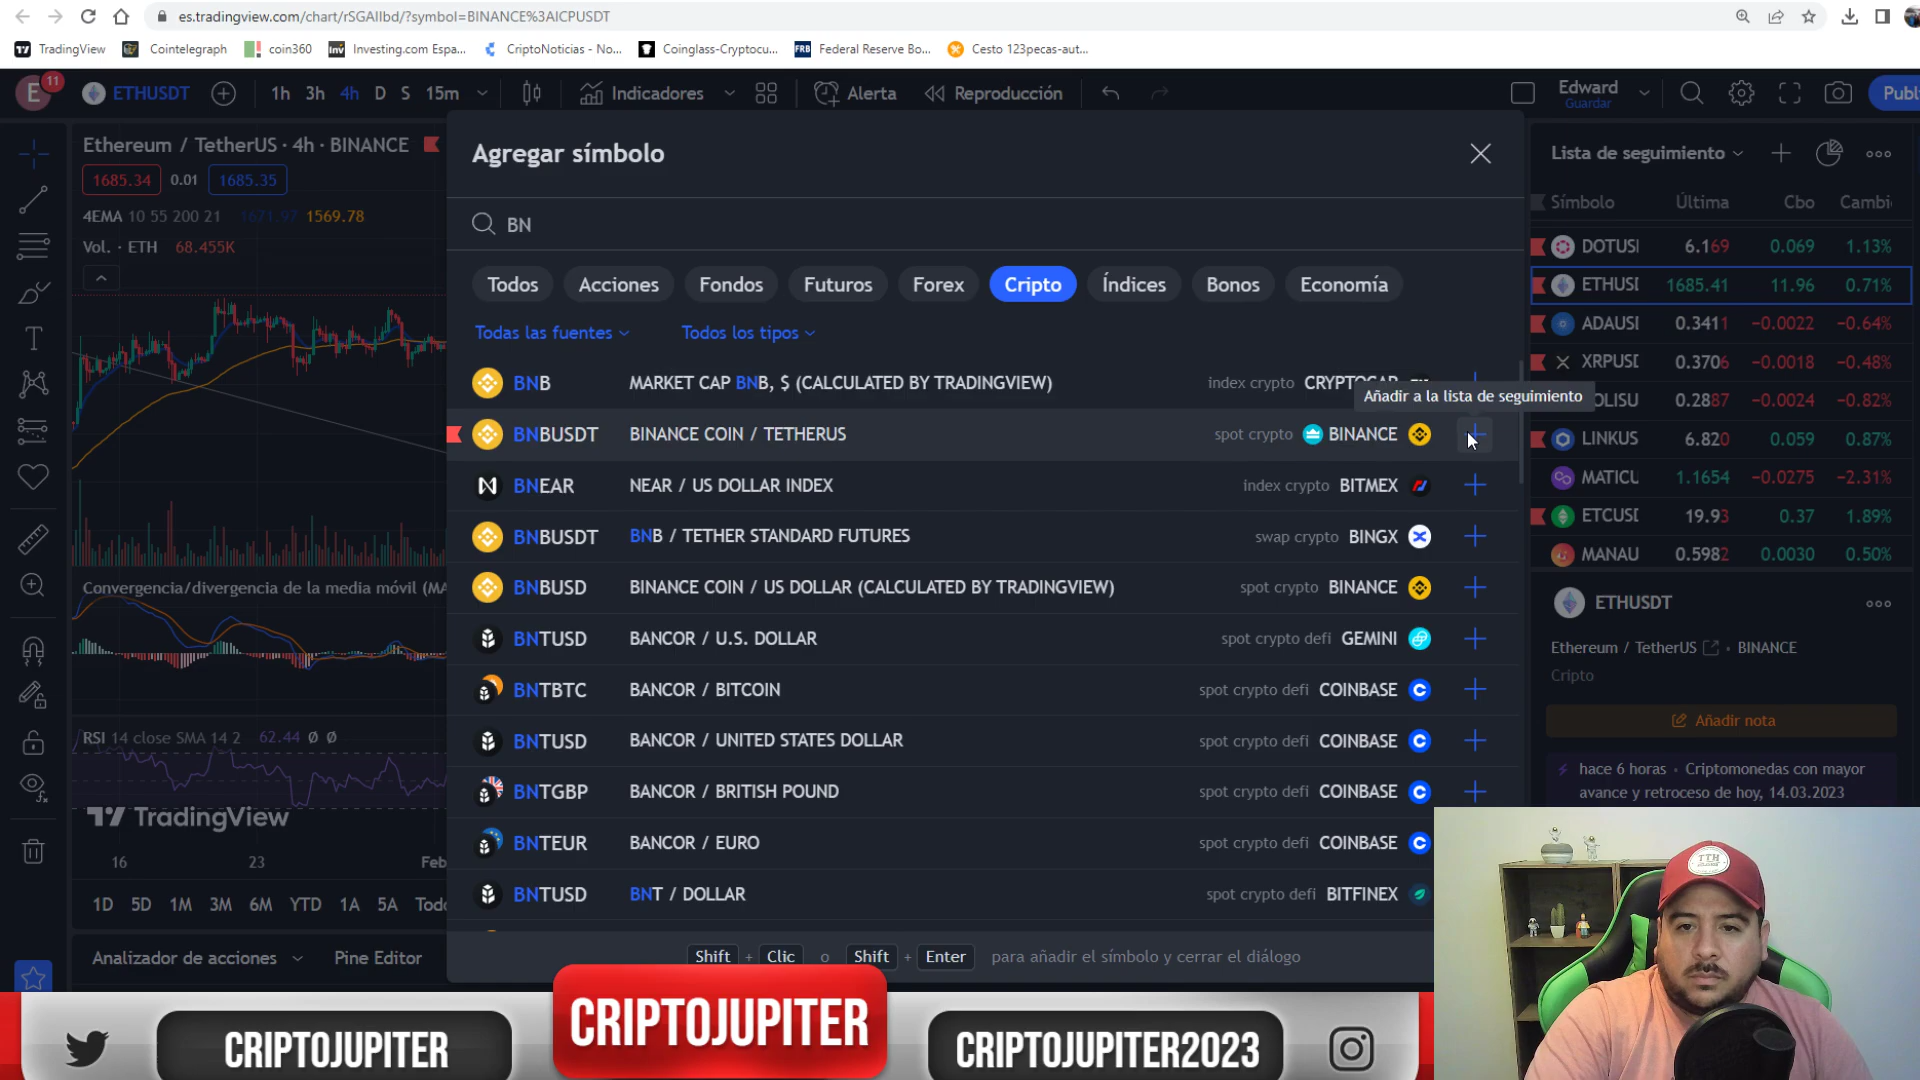 es.tradingview.com/chart/rSGAIIbd/?symbol=BINANCE%3AICPUSDT
TradingView Cointelegraph coin360 Investing.com Espa... CriptoNoticias - No... Coinglass-Cryptocu... Federal Reserve Bo... Cesto 123pecas-aut...
E 11 ETHUSDT 1h 3h 4h D S 15m Indicadores Alerta Reproducción Edward Publi
Guardar
Ethereum / TetherUS · 4h · BINANCE
1685.34 0.01 1685.35
4EMA 10 55 200 21 1671.97 1569.78
Vol. · ETH 68.455K
Convergencia/divergencia de la media móvil (MA
RSI 14 close SMA 14 2 62.44 Ø Ø
TradingView
16 23 Feb
1D 5D 1M 3M 6M YTD 1A 5A Todo
Analizador de acciones Pine Editor
Agregar símbolo
BN
Todos Acciones Fondos Futuros Forex Cripto Índices Bonos Economía
Todas las fuentes Todos los tipos
BNB MARKET CAP BNB, $ (CALCULATED BY TRADINGVIEW) index crypto CRYPTOCAP
Añadir a la lista de seguimiento
BNBUSDT BINANCE COIN / TETHERUS spot crypto BINANCE
BNEAR NEAR / US DOLLAR INDEX index crypto BITMEX
BNBUSDT BNB / TETHER STANDARD FUTURES swap crypto BINGX
BNBUSD BINANCE COIN / US DOLLAR (CALCULATED BY TRADINGVIEW) spot crypto BINANCE
BNTUSD BANCOR / U.S. DOLLAR spot crypto defi GEMINI
BNTBTC BANCOR / BITCOIN spot crypto defi COINBASE
BNTUSD BANCOR / UNITED STATES DOLLAR spot crypto defi COINBASE
BNTGBP BANCOR / BRITISH POUND spot crypto defi COINBASE
BNTEUR BANCOR / EURO spot crypto defi COINBASE
BNTUSD BNT / DOLLAR spot crypto defi BITFINEX
Shift + Clic o Shift + Enter para añadir el símbolo y cerrar el diálogo
Lista de seguimiento
Símbolo Última Cbo Cambi
DOTUSI 6.169 0.069 1.13%
ETHUSI 1685.41 11.96 0.71%
ADAUSI 0.3411 −0.0022 −0.64%
XRPUSI 0.3706 −0.0018 −0.48%
OLISU 0.2887 −0.0024 −0.82%
LINKUS 6.820 0.059 0.87%
MATICU 1.1654 −0.0275 −2.31%
ETCUSI 19.93 0.37 1.89%
MANAU 0.5982 0.0030 0.50%
ETHUSDT
Ethereum / TetherUS · BINANCE
Cripto
Añadir nota
hace 6 horas · Criptomonedas con mayor
avance y retroceso de hoy, 14.03.2023
TTH
CRIPTOJUPITER CRIPTOJUPITER CRIPTOJUPITER2023